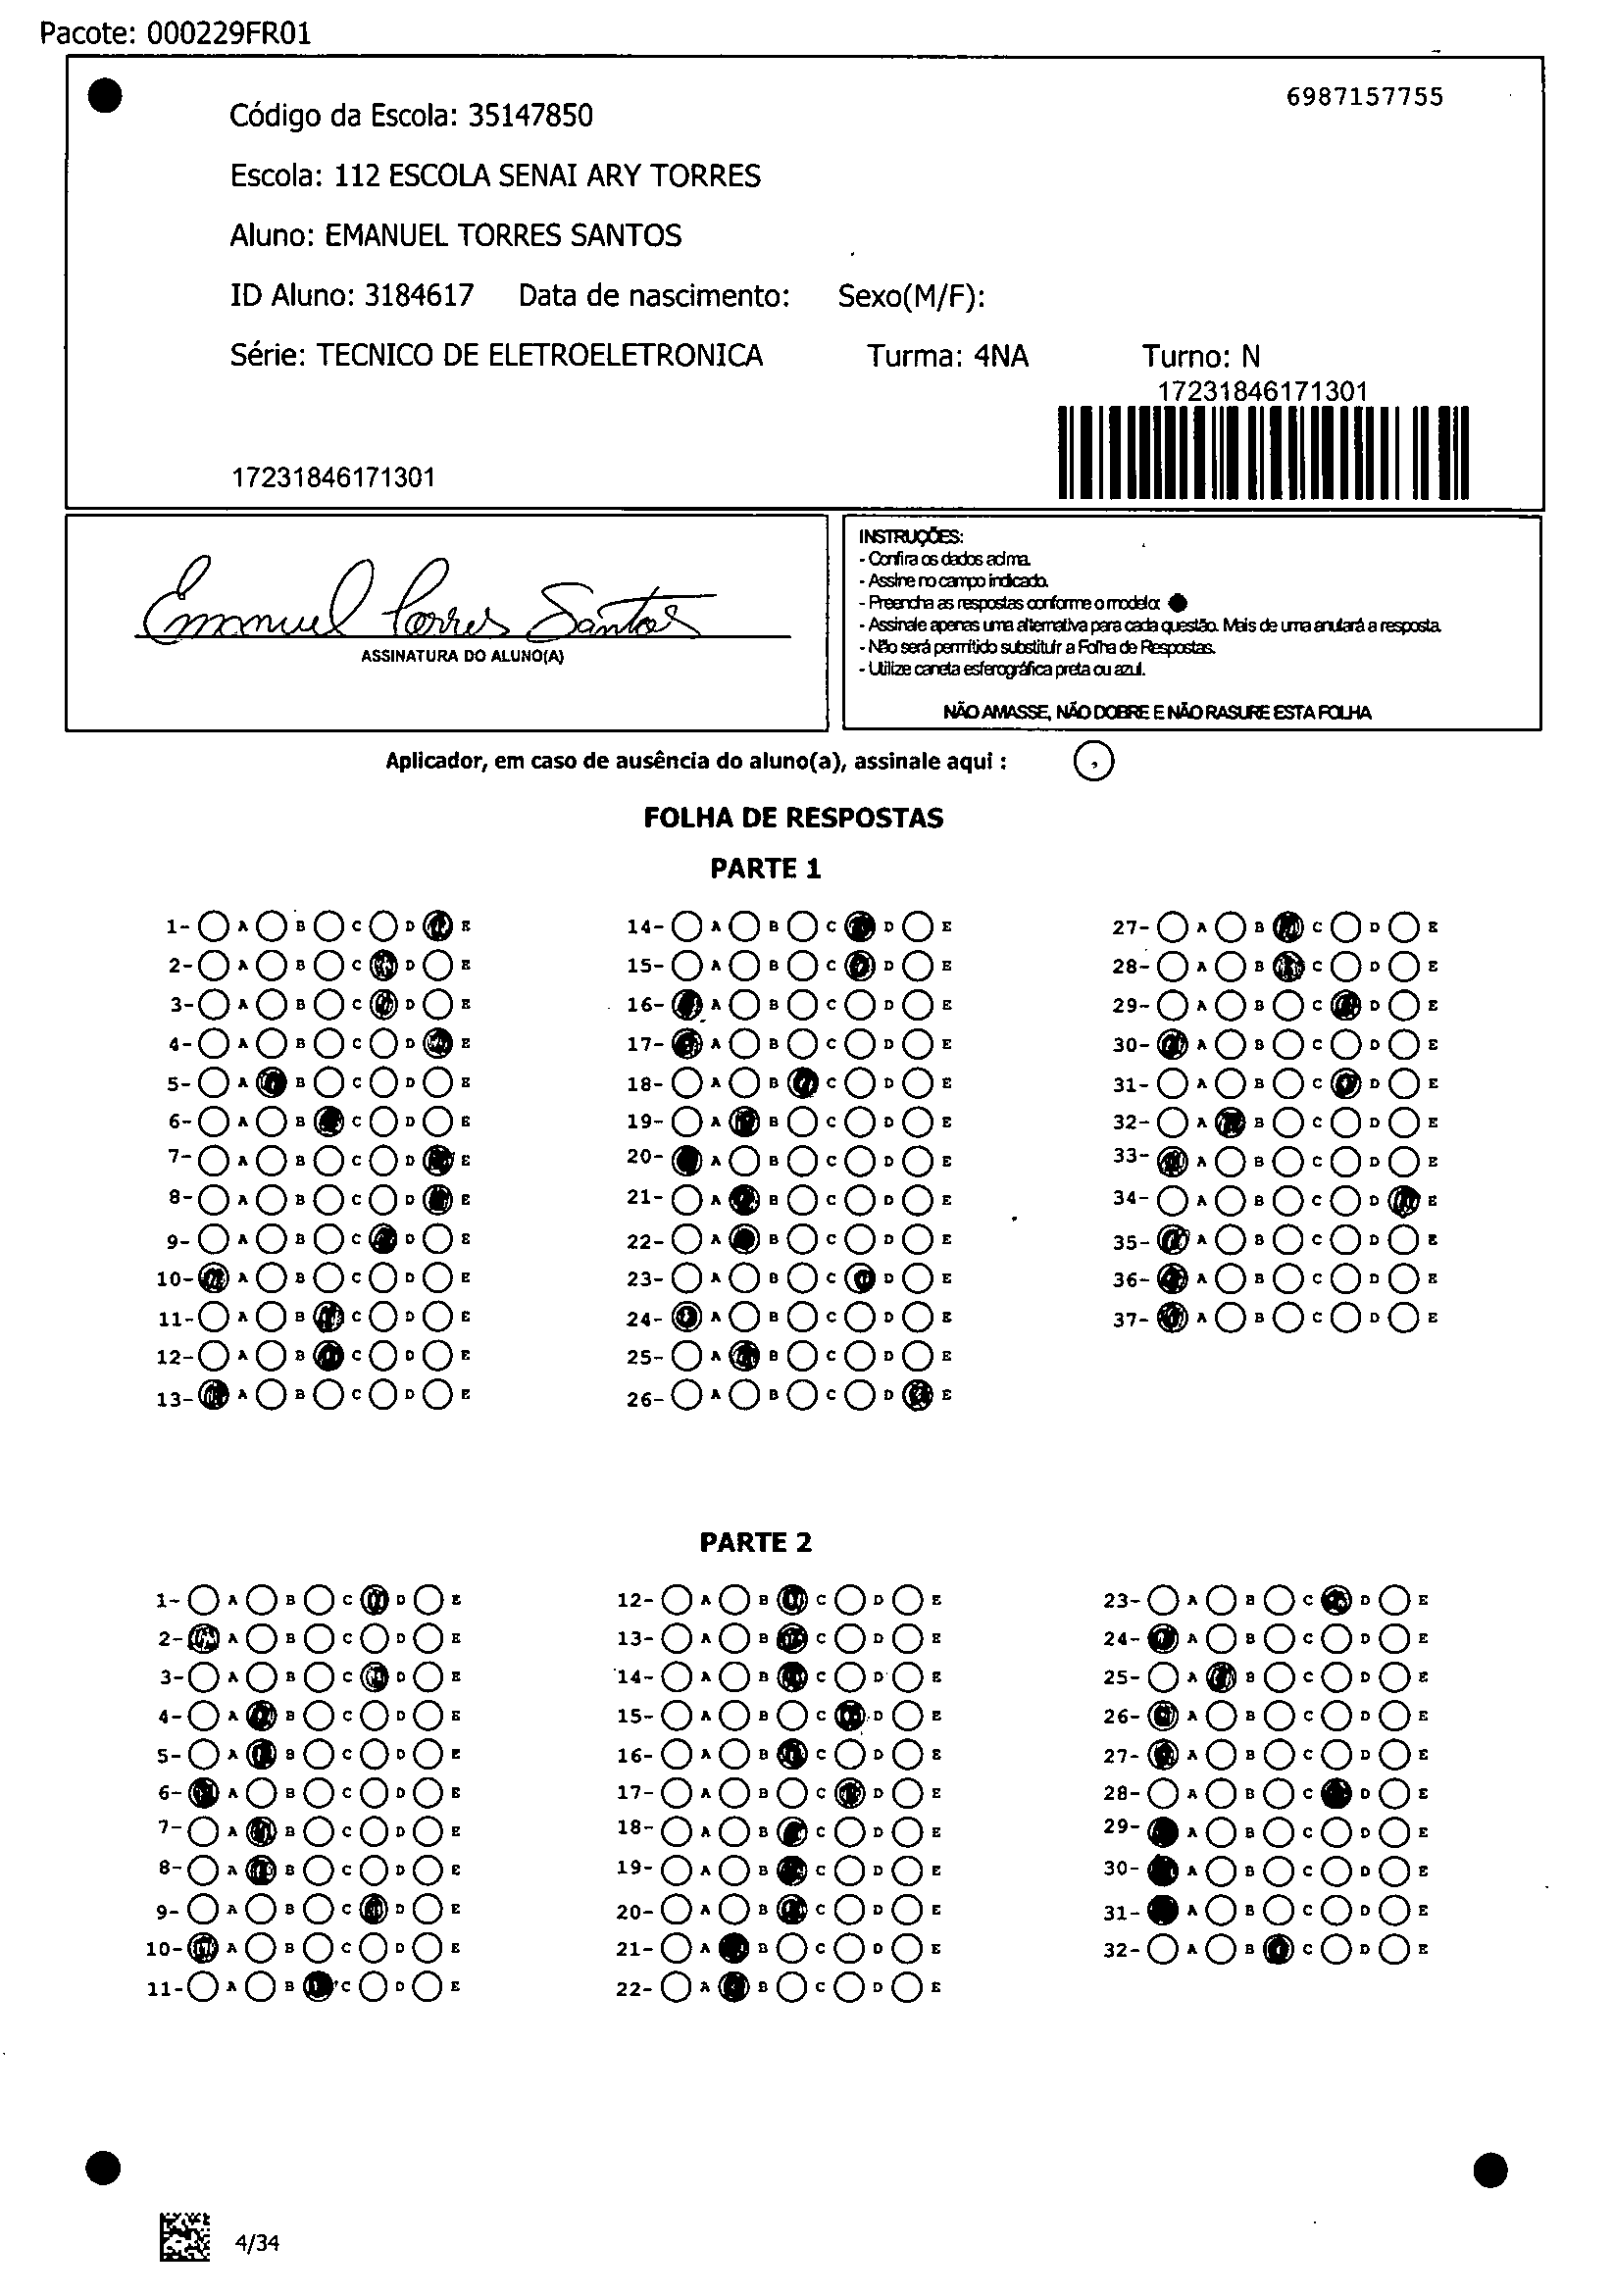 Pacote: 000229FR01
6987157755
Código da Escola: 35147850
Escola: 112 ESCOLA SENAI ARY TORRES
Aluno: EMANUEL TORRES SANTOS
ID Aluno: 3184617 Data de nascimento: Sexo(M/F):
Série: TECNICO DE ELETROELETRONICA Turma: 4NA Turno: N
17231846171301
17231846171301
Emanuel Torres Santos
ASSINATURA DO ALUNO(A)
INSTRUÇÕES:
- Confira os dados acima.
- Assine no campo indicado.
- Preencha as respostas conforme o modelo:
- Assinale apenas uma alternativa para cada questão. Mais de uma anulará a resposta.
- Não será permitido substituir a Folha de Respostas.
- Utilize caneta esferográfica preta ou azul.
NÃO AMASSE, NÃO DOBRE E NÃO RASURE ESTA FOLHA
Aplicador, em caso de ausência do aluno(a), assinale aqui :
FOLHA DE RESPOSTAS
PARTE 1
1- A B C D E 14- A B C D E 27- A B C D E
2- A B C D E 15- A B C D E 28- A B C D E
3- A B C D E 16- A B C D E 29- A B C D E
4- A B C D E 17- A B C D E 30- A B C D E
5- A B C D E 18- A B C D E 31- A B C D E
6- A B C D E 19- A B C D E 32- A B C D E
7- A B C D E 20- A B C D E 33- A B C D E
8- A B C D E 21- A B C D E 34- A B C D E
9- A B C D E 22- A B C D E 35- A B C D E
10- A B C D E 23- A B C D E 36- A B C D E
11- A B C D E 24- A B C D E 37- A B C D E
12- A B C D E 25- A B C D E
13- A B C D E 26- A B C D E
PARTE 2
1- A B C D E 12- A B C D E 23- A B C D E
2- A B C D E 13- A B C D E 24- A B C D E
3- A B C D E 14- A B C D E 25- A B C D E
4- A B C D E 15- A B C D E 26- A B C D E
5- A B C D E 16- A B C D E 27- A B C D E
6- A B C D E 17- A B C D E 28- A B C D E
7- A B C D E 18- A B C D E 29- A B C D E
8- A B C D E 19- A B C D E 30- A B C D E
9- A B C D E 20- A B C D E 31- A B C D E
10- A B C D E 21- A B C D E 32- A B C D E
11- A B C D E 22- A B C D E
4/34